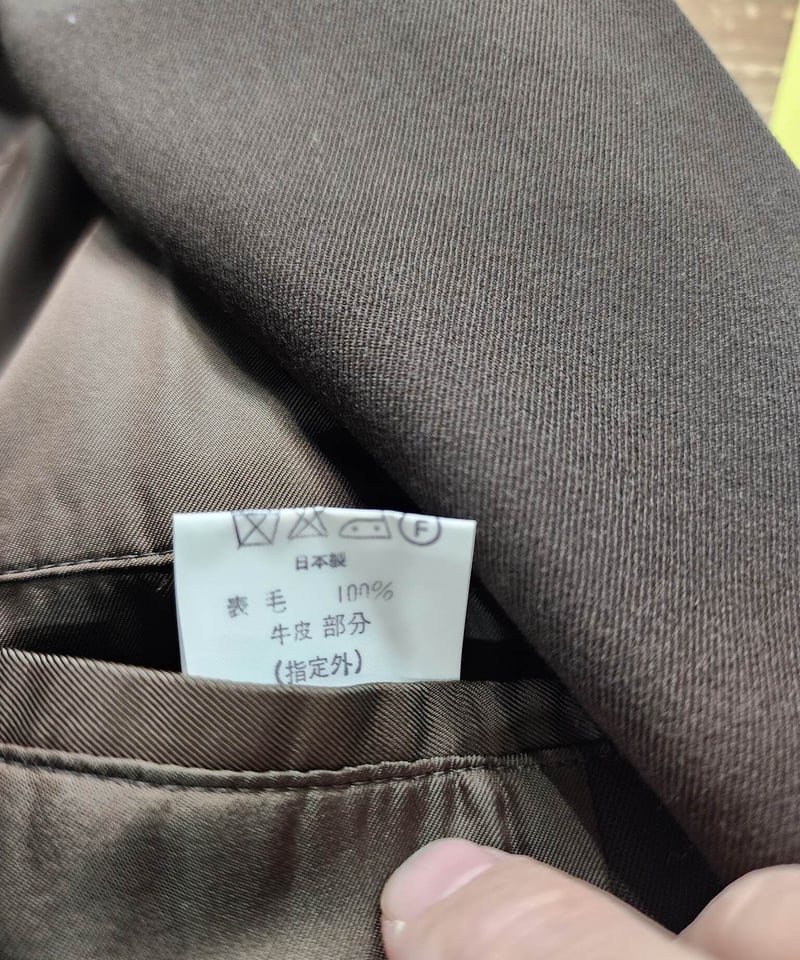 F
日本製
表 毛 100%
牛皮 部分
(指定外)